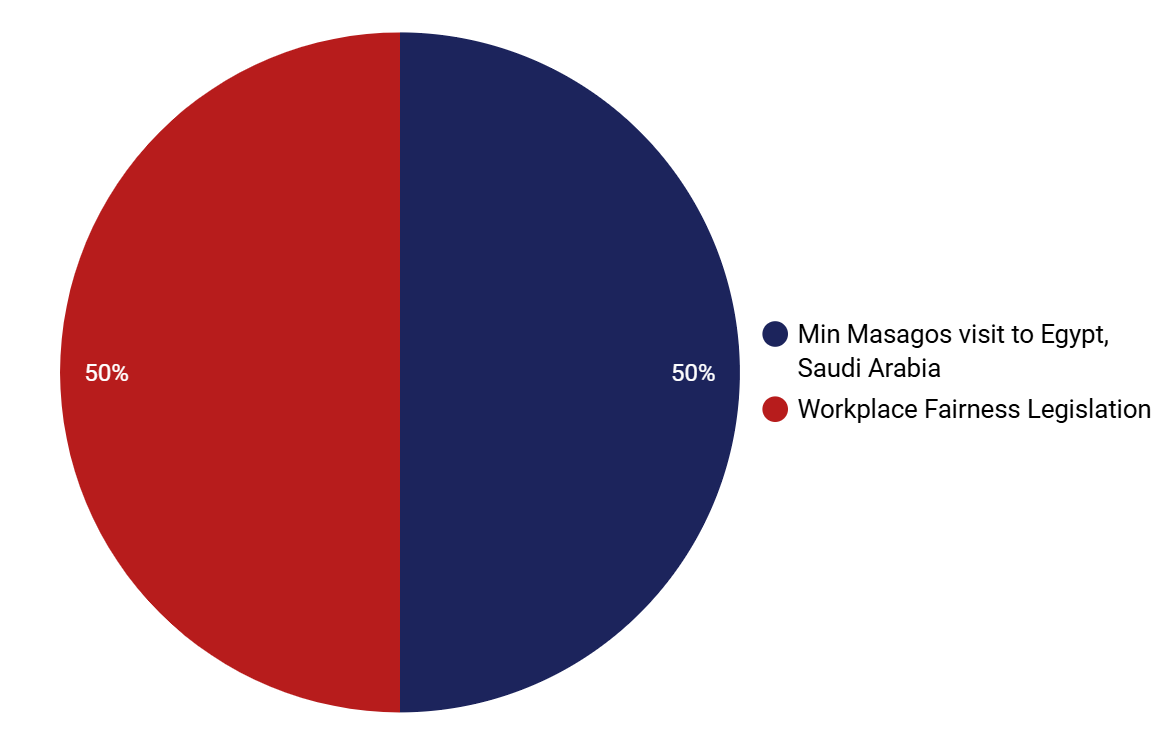 50%
50%
Min Masagos visit to Egypt,
Saudi Arabia
Workplace Fairness Legislation